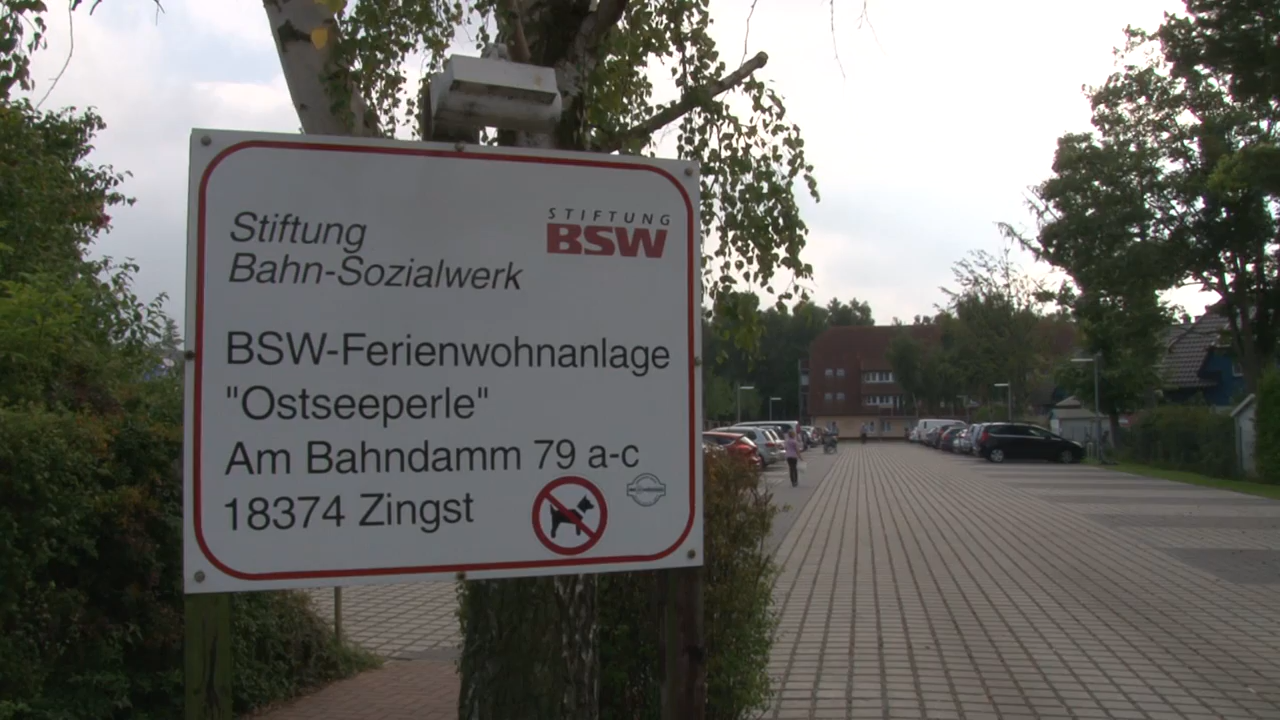 Stiftung
Bahn-Sozialwerk
STIFTUNG
BSW
BSW-Ferienwohnanlage
"Ostseeperle"
Am Bahndamm 79 a-c
18374 Zingst